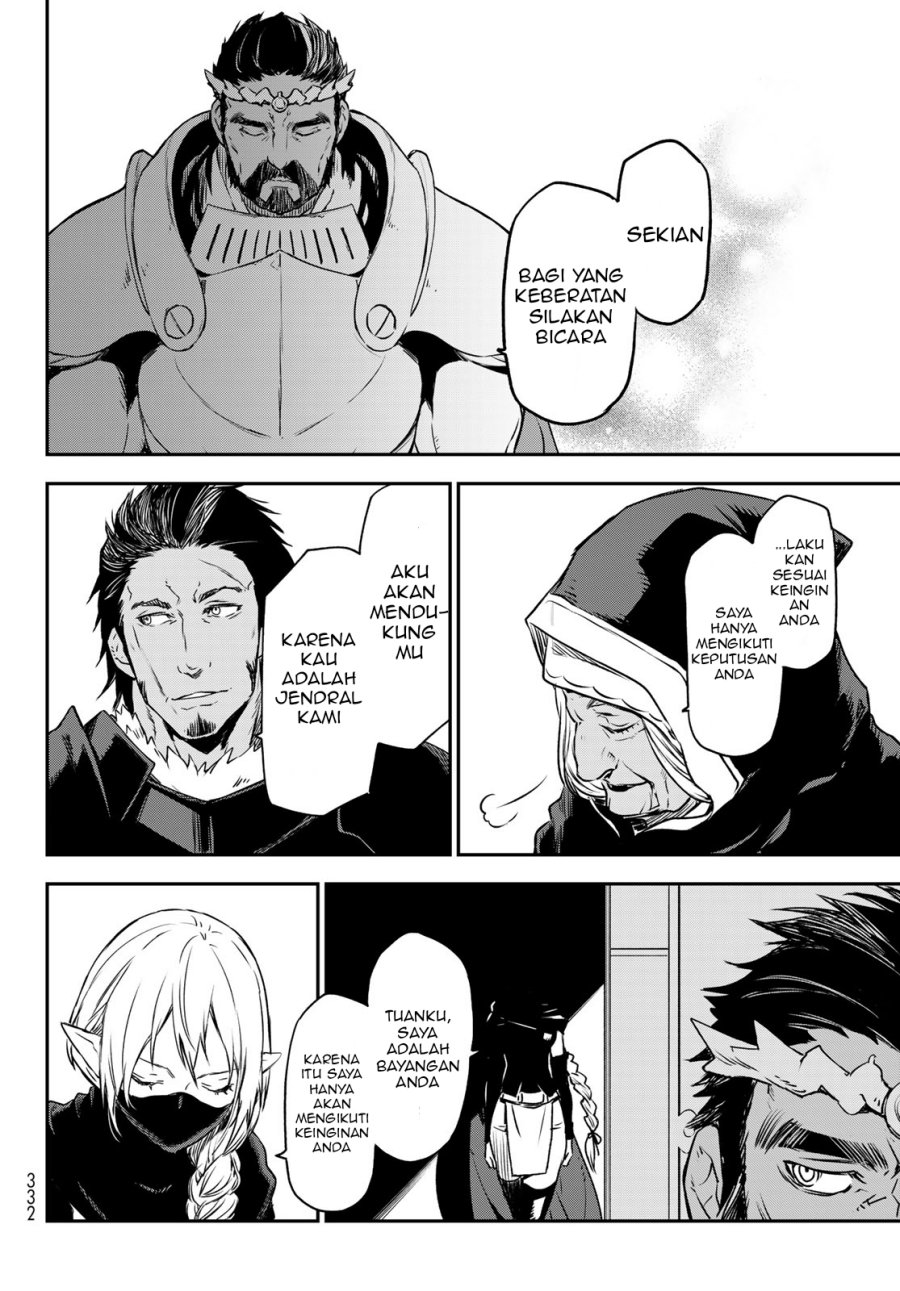 SEKIAN
BAGI YANG
KEBERATAN
SILAKAN
BICARA
...LAKU
KAN
SESUAI
KEINGIN
AN
ANDA
SAYA
HANYA
MENGIKUTI
KEPUTUSAN
ANDA
AKU
AKAN
MENDU-
KUNG
MU
KARENA
KAU
ADALAH
JENDRAL
KAMI
TUANKU,
SAYA
ADALAH
BAYANGAN
ANDA
KARENA
ITU SAYA
HANYA
AKAN
MENGIKUTI
KEINGINAN
ANDA
332